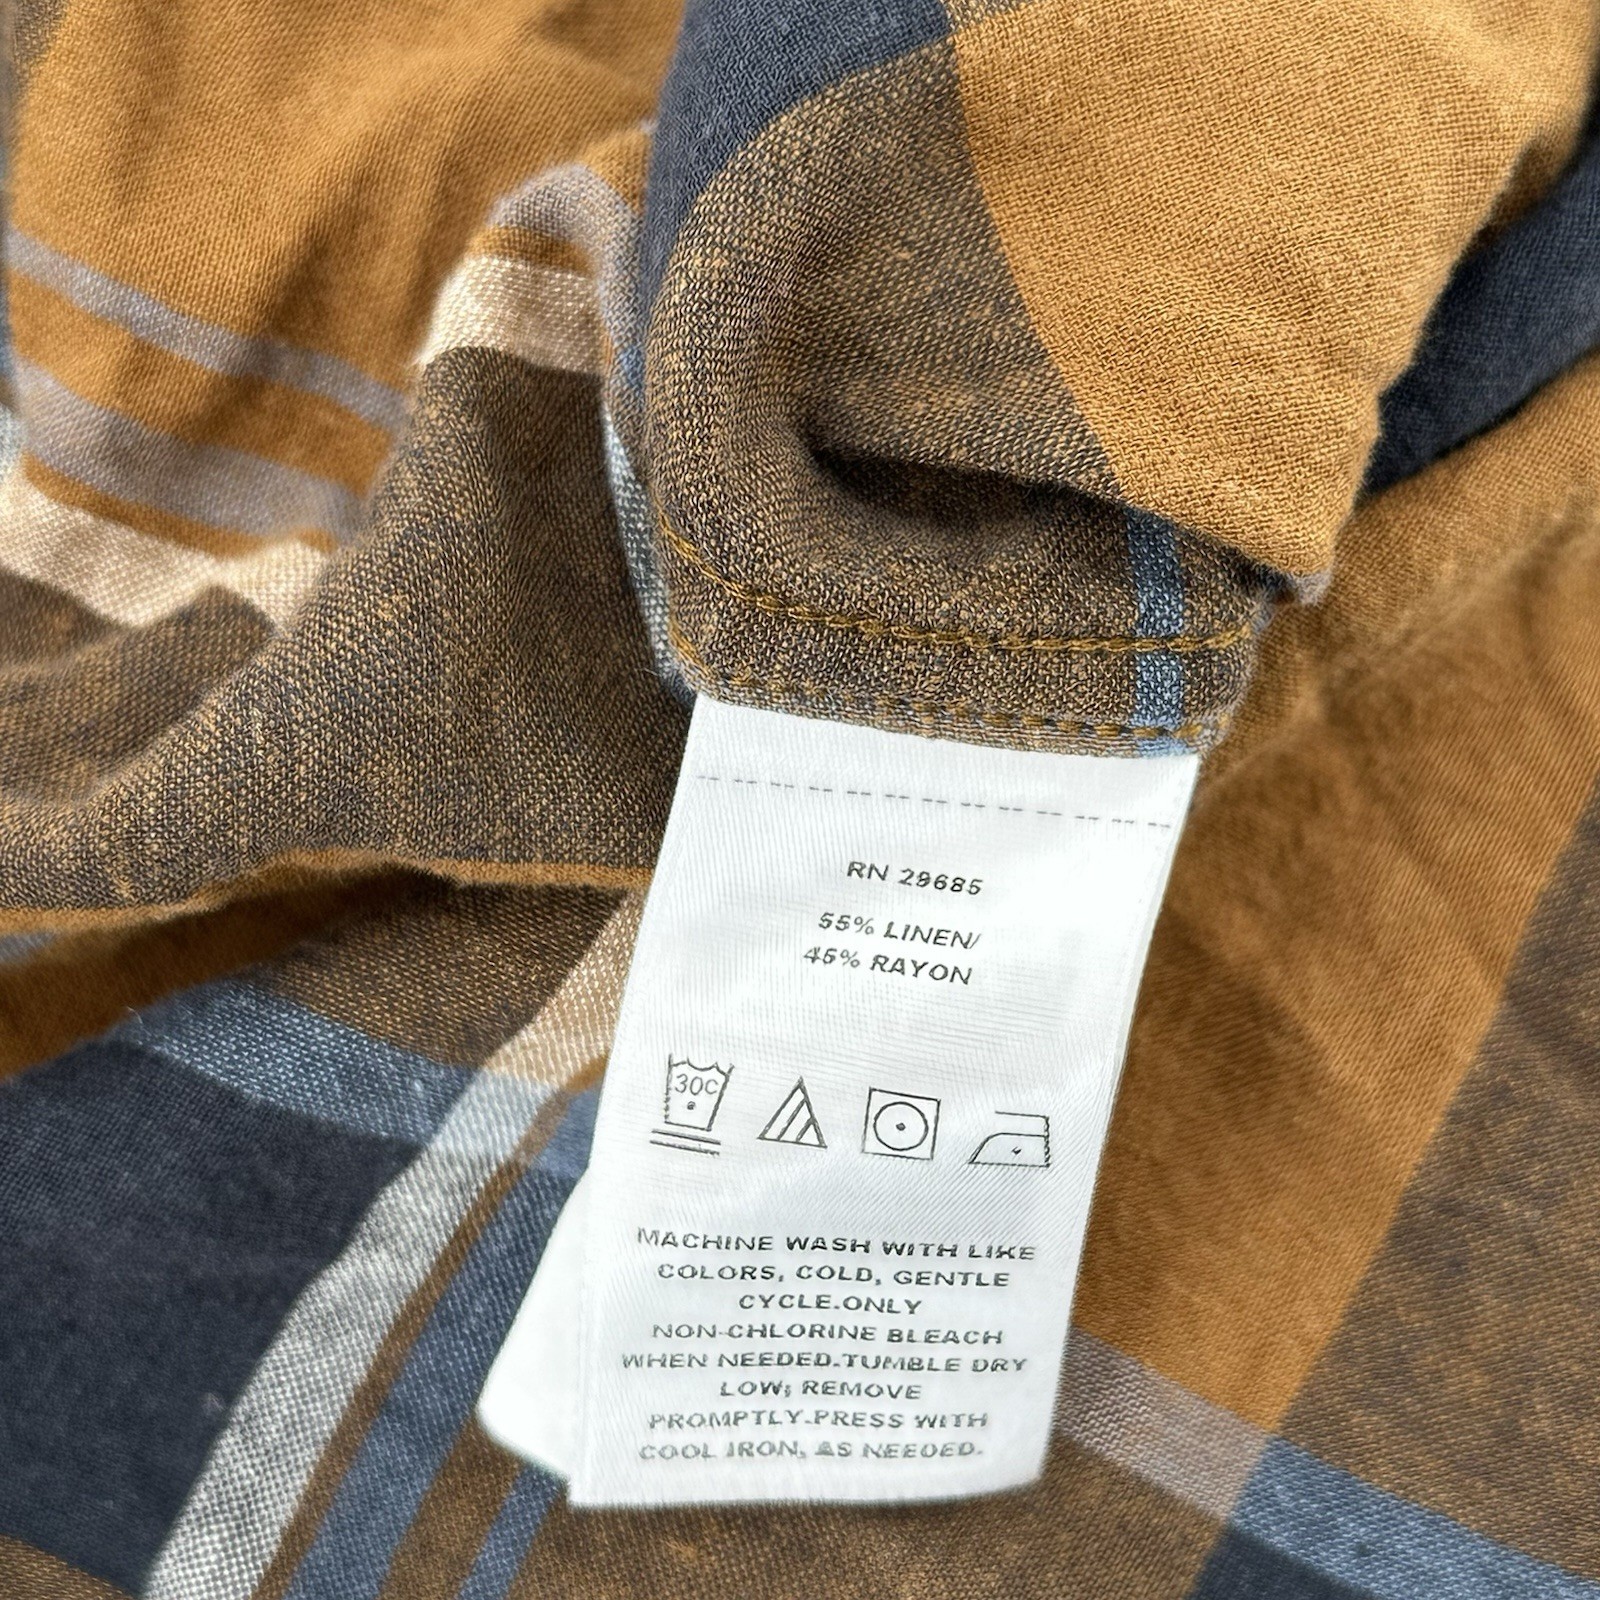 RN 29685
55% LINEN/
45% RAYON
30C
MACHINE WASH WITH LIKE
COLORS, COLD, GENTLE
CYCLE.ONLY
NON-CHLORINE BLEACH
WHEN NEEDED.TUMBLE DRY
LOW; REMOVE
PROMPTLY.PRESS WITH
COOL IRON, AS NEEDED.